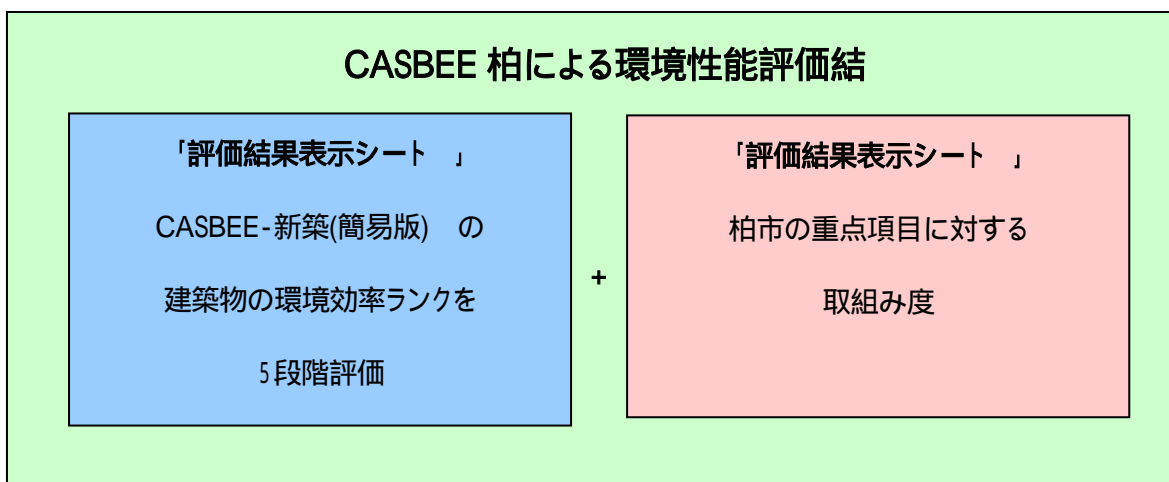 CASBEE 柏による環境性能評価結
「評価結果表示シート　」
CASBEE-新築(簡易版)　の
建築物の環境効率ランクを
5段階評価
+
「評価結果表示シート　」
柏市の重点項目に対する
取組み度